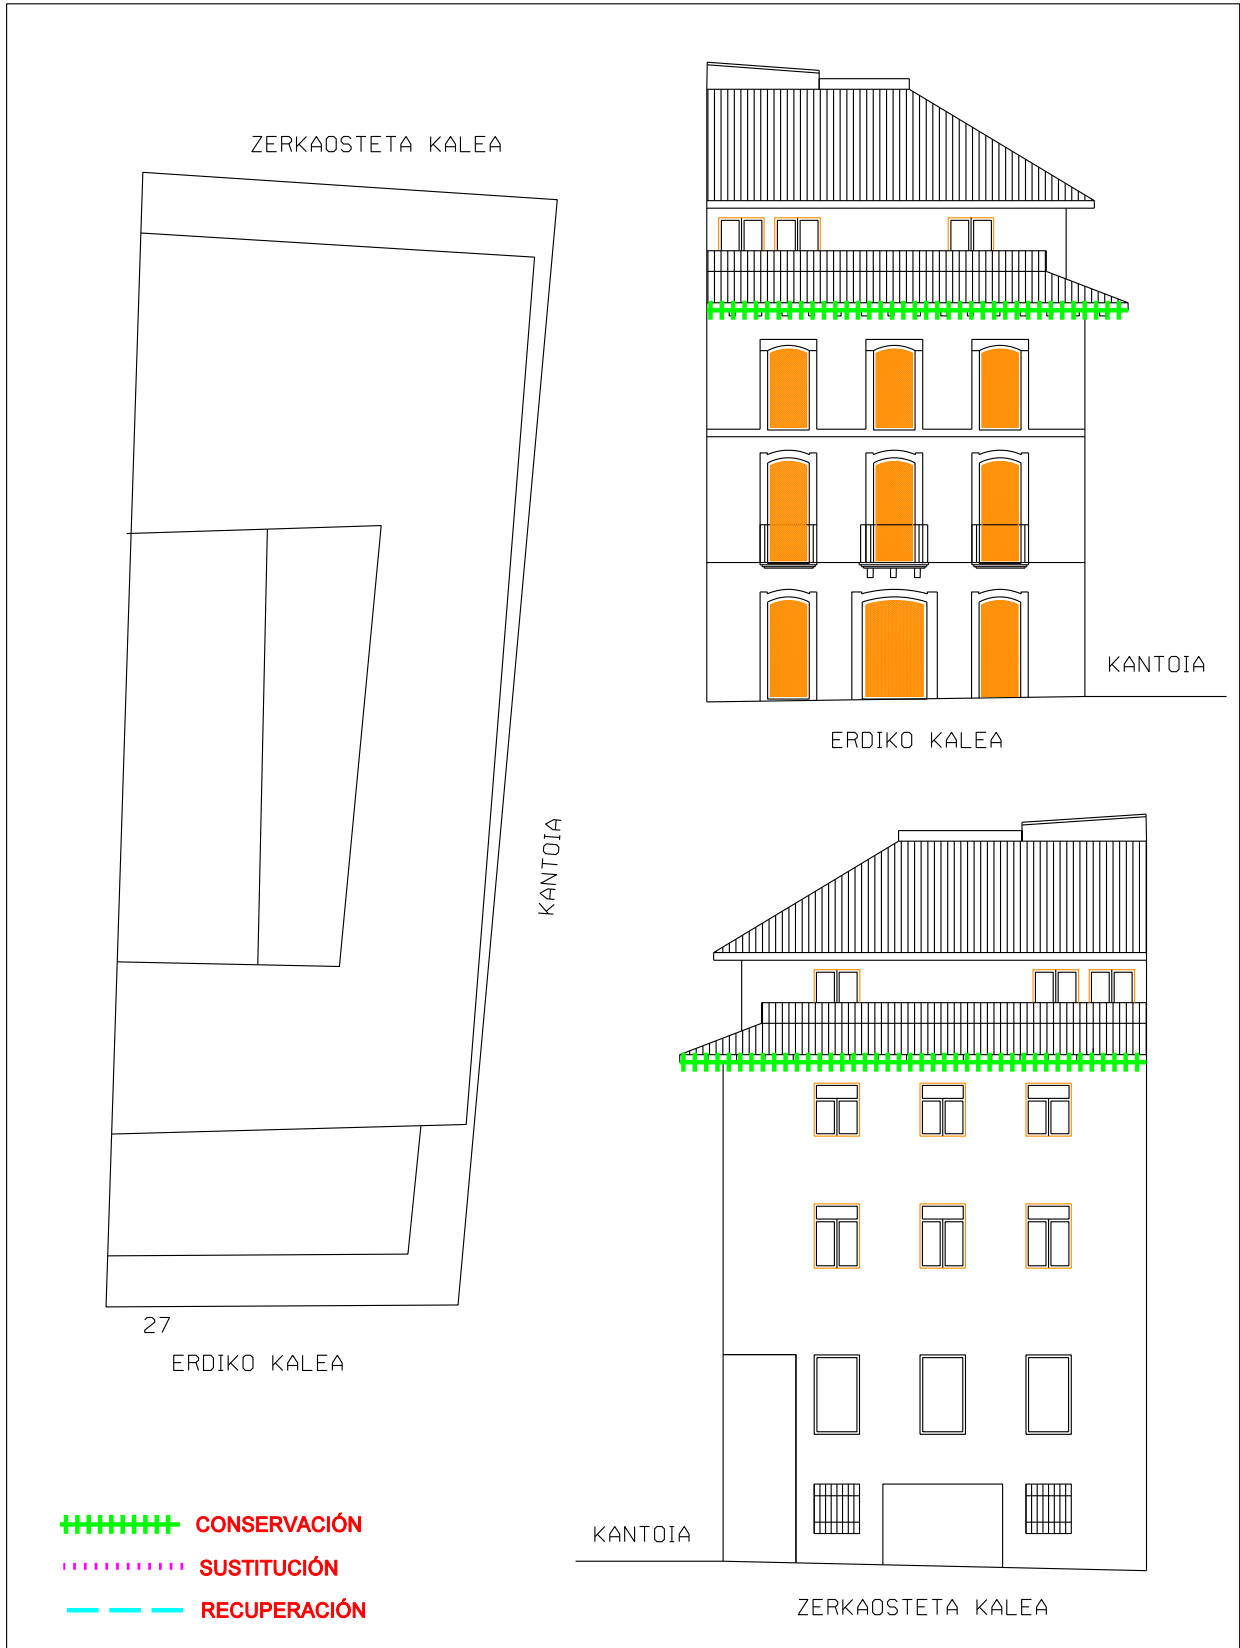 ZERKAOSTETA KALEA
KANTOIA
27
ERDIKO KALEA
KANTOIA
ERDIKO KALEA
KANTOIA
ZERKAOSTETA KALEA
CONSERVACIÓN
SUSTITUCIÓN
RECUPERACIÓN